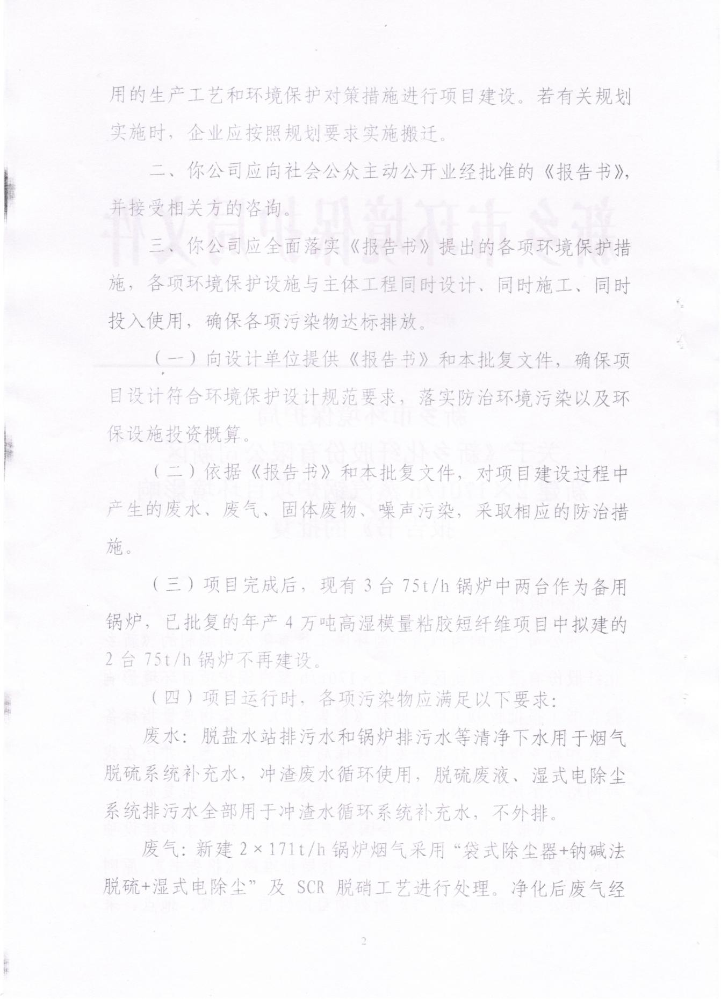 用的生产工艺和环境保护对策措施进行项目建设。若有关规划
实施时，企业应按照规划要求实施搬迁。
二、你公司应向社会公众主动公开业经批准的《报告书》，
并接受相关方的咨询。
三、你公司应全面落实《报告书》提出的各项环境保护措
施，各项环境保护设施与主体工程同时设计、同时施工、同时
投入使用，确保各项污染物达标排放。
（一）向设计单位提供《报告书》和本批复文件，确保项
目设计符合环境保护设计规范要求，落实防治环境污染以及环
保设施投资概算。
（二）依据《报告书》和本批复文件，对项目建设过程中
产生的废水、废气、固体废物、噪声污染，采取相应的防治措
施。
（三）项目完成后，现有 3 台 75t/h 锅炉中两台作为备用
锅炉，已批复的年产 4 万吨高湿模量粘胶短纤维项目中拟建的
2 台 75t/h 锅炉不再建设。
（四）项目运行时，各项污染物应满足以下要求：
废水：脱盐水站排污水和锅炉排污水等清净下水用于烟气
脱硫系统补充水，冲渣废水循环使用，脱硫废液、湿式电除尘
系统排污水全部用于冲渣水循环系统补充水，不外排。
废气：新建 2×171t/h 锅炉烟气采用“袋式除尘器+钠碱法
脱硫+湿式电除尘”及 SCR 脱硝工艺进行处理。净化后废气经
2